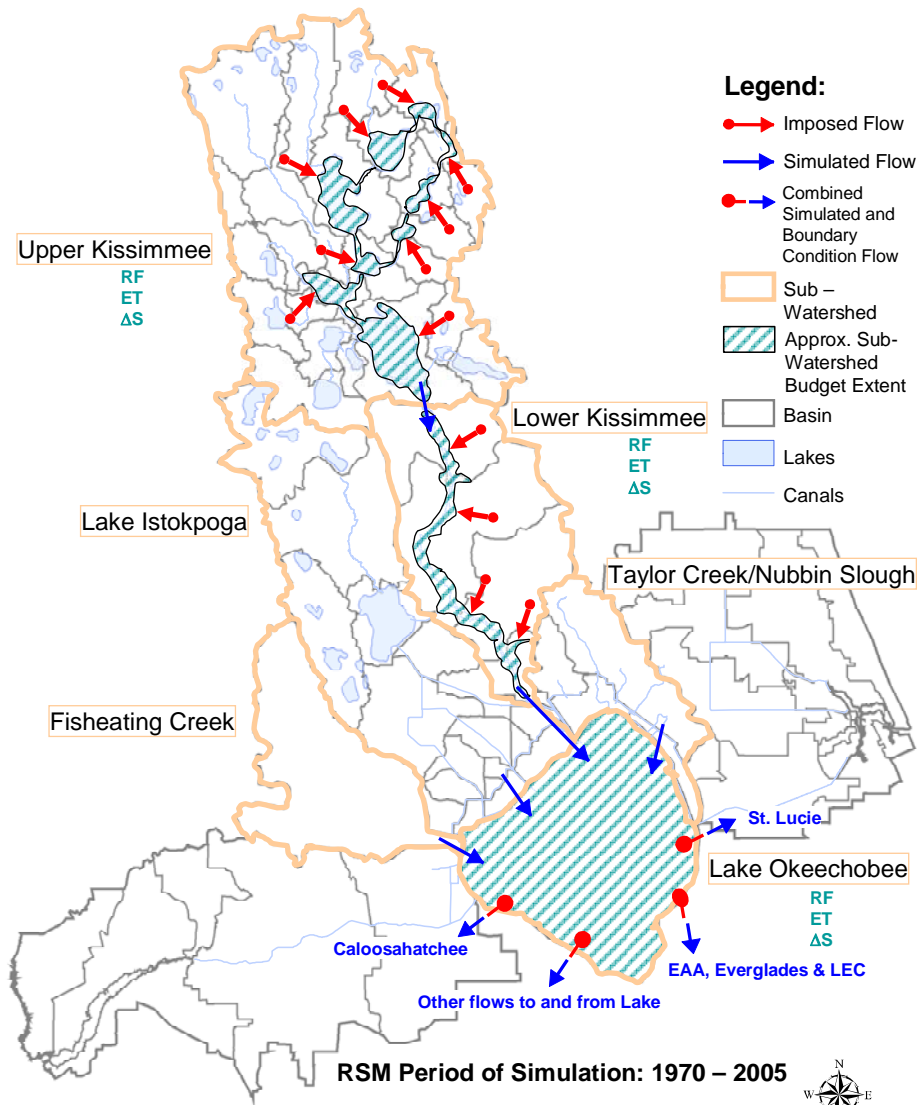 Legend:
Imposed Flow
Simulated Flow
Combined
Simulated and
Boundary
Condition Flow
Sub –
Watershed
Approx. Sub-
Watershed
Budget Extent
Basin
Lakes
Canals
Upper Kissimmee
RF
ET
ΔS
Lower Kissimmee
RF
ET
ΔS
Lake Istokpoga
Taylor Creek/Nubbin Slough
Fisheating Creek
St. Lucie
Lake Okeechobee
RF
ET
ΔS
Caloosahatchee
EAA, Everglades & LEC
Other flows to and from Lake
RSM Period of Simulation: 1970 – 2005
N
W
E